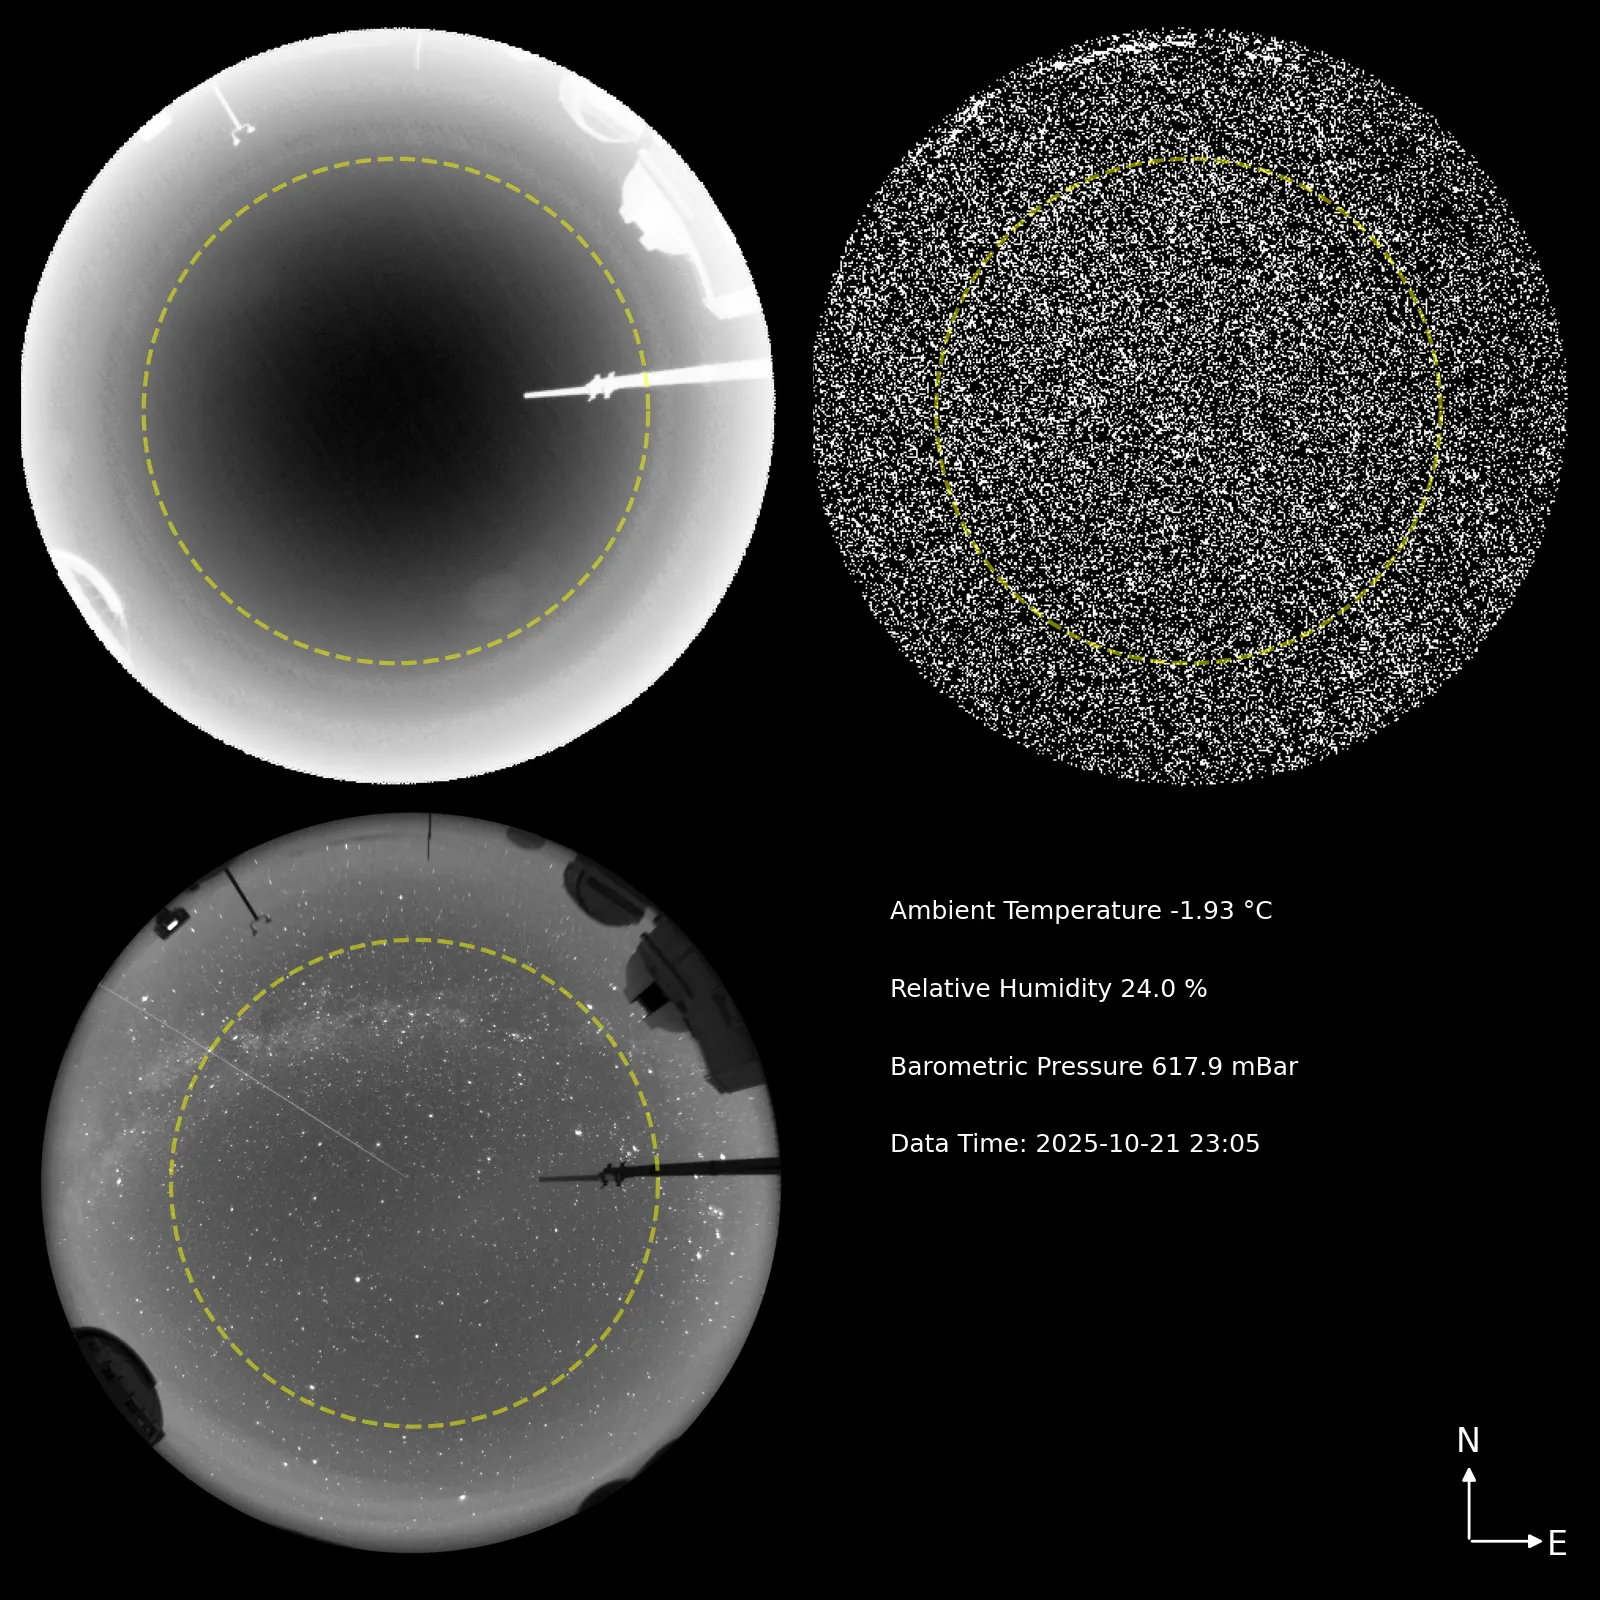 Ambient Temperature -1.93 °C
Relative Humidity 24.0 %
Barometric Pressure 617.9 mBar
Data Time: 2025-10-21 23:05
N
E